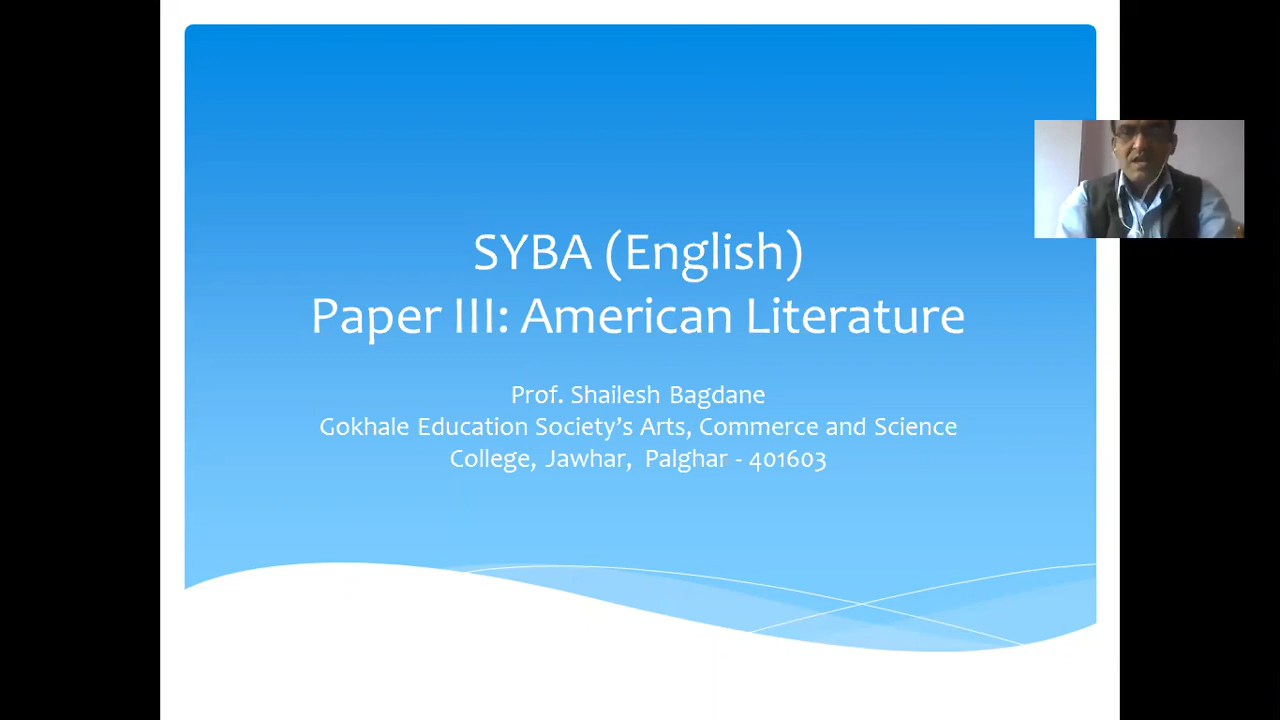 SYBA (English)
Paper III: American Literature
Prof. Shailesh Bagdane
Gokhale Education Society’s Arts, Commerce and Science
College, Jawhar, Palghar - 401603